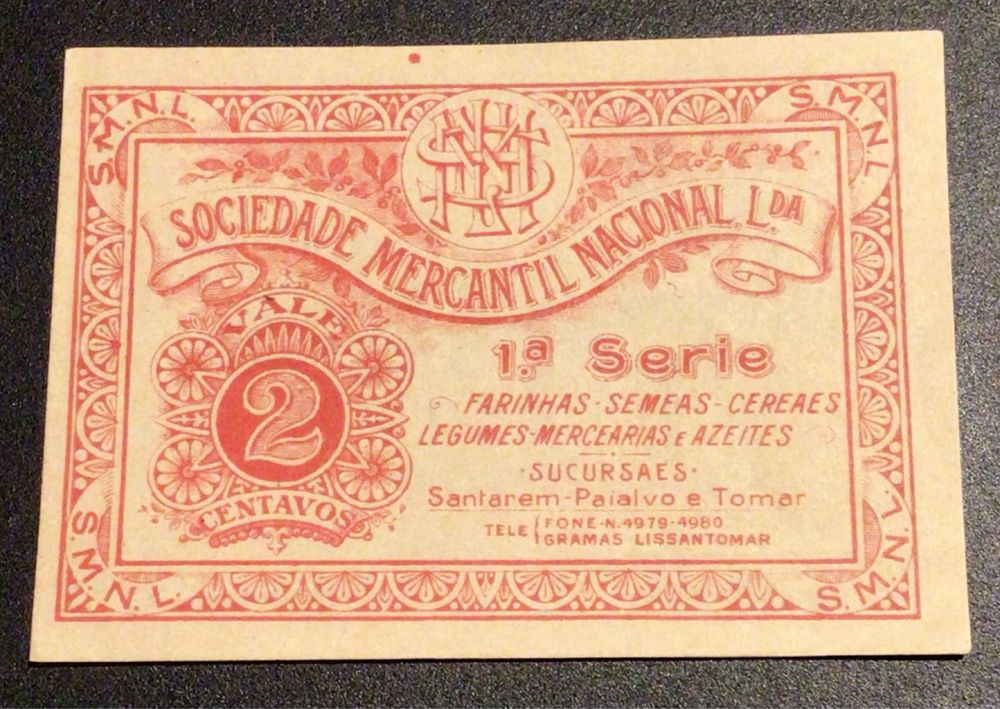 S.M.N.L.
S.M.N.L.
SOCIEDADE MERCANTIL NACIONAL, L.DA
VALE
2
CENTAVOS
1.ª Serie
FARINHAS-SEMEAS-CEREAES
LEGUMES-MERCEARIAS E AZEITES
SUCURSAES
Santarem-Paialvo e Tomar
TELE { FONE-N.4979-4980
GRAMAS LISSANTOMAR
S.M.N.L.
S.M.N.L.